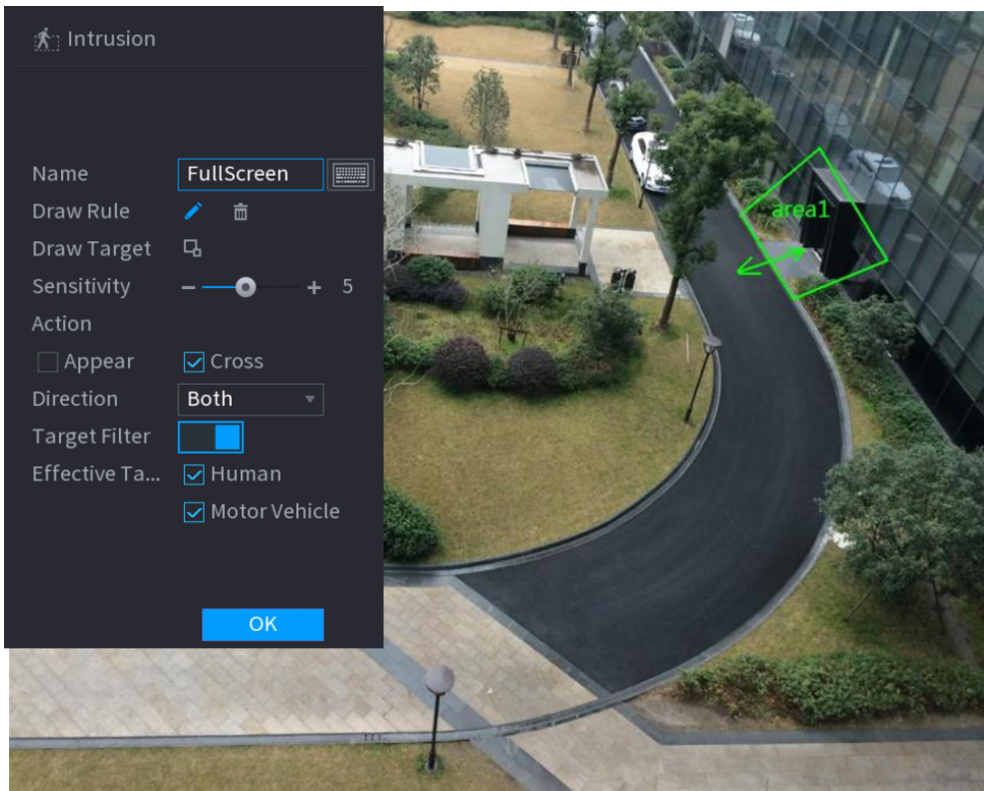 Intrusion
Name FullScreen
Draw Rule
Draw Target
Sensitivity − + 5
Action
Appear Cross
Direction Both
Target Filter
Effective Ta... Human
Motor Vehicle
OK
area1